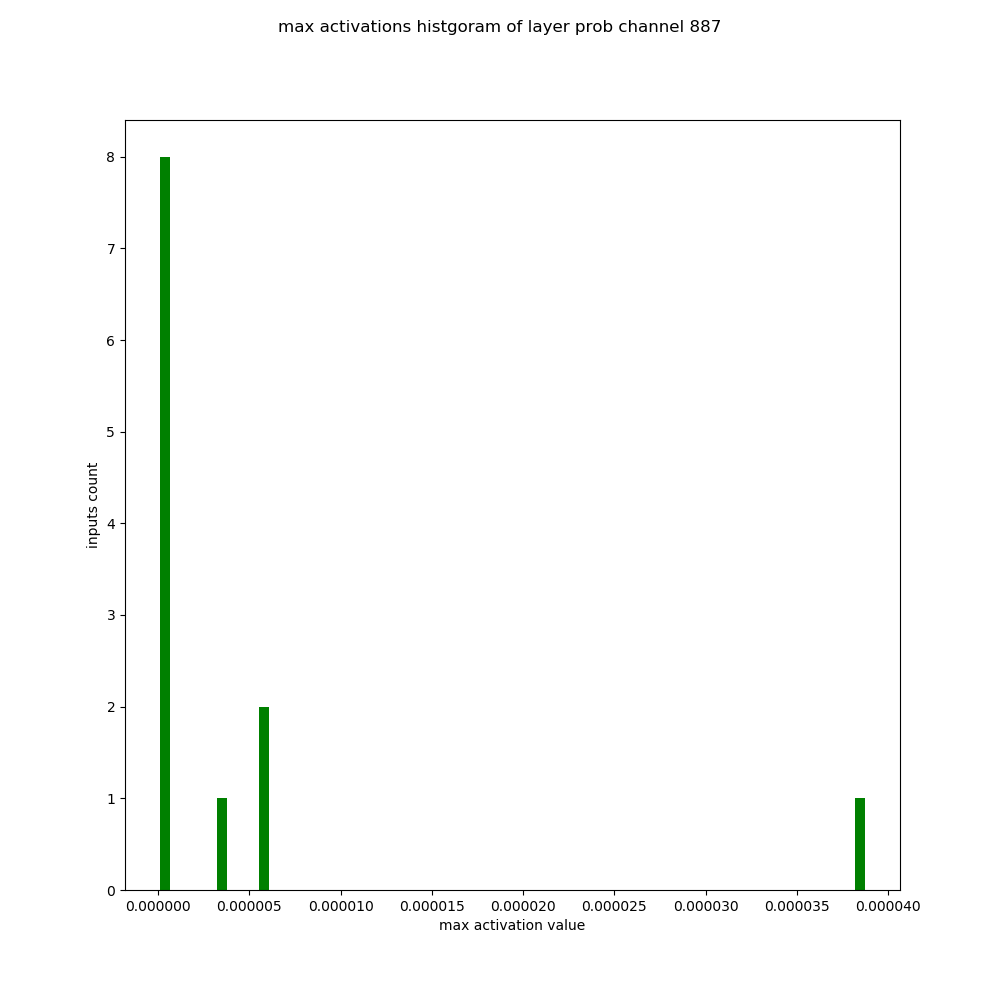 max activations histgoram of layer prob channel 887
8
7
6
5
4
3
2
1
0
inputs count
0.000000 0.000005 0.000010 0.000015 0.000020 0.000025 0.000030 0.000035 0.000040
max activation value